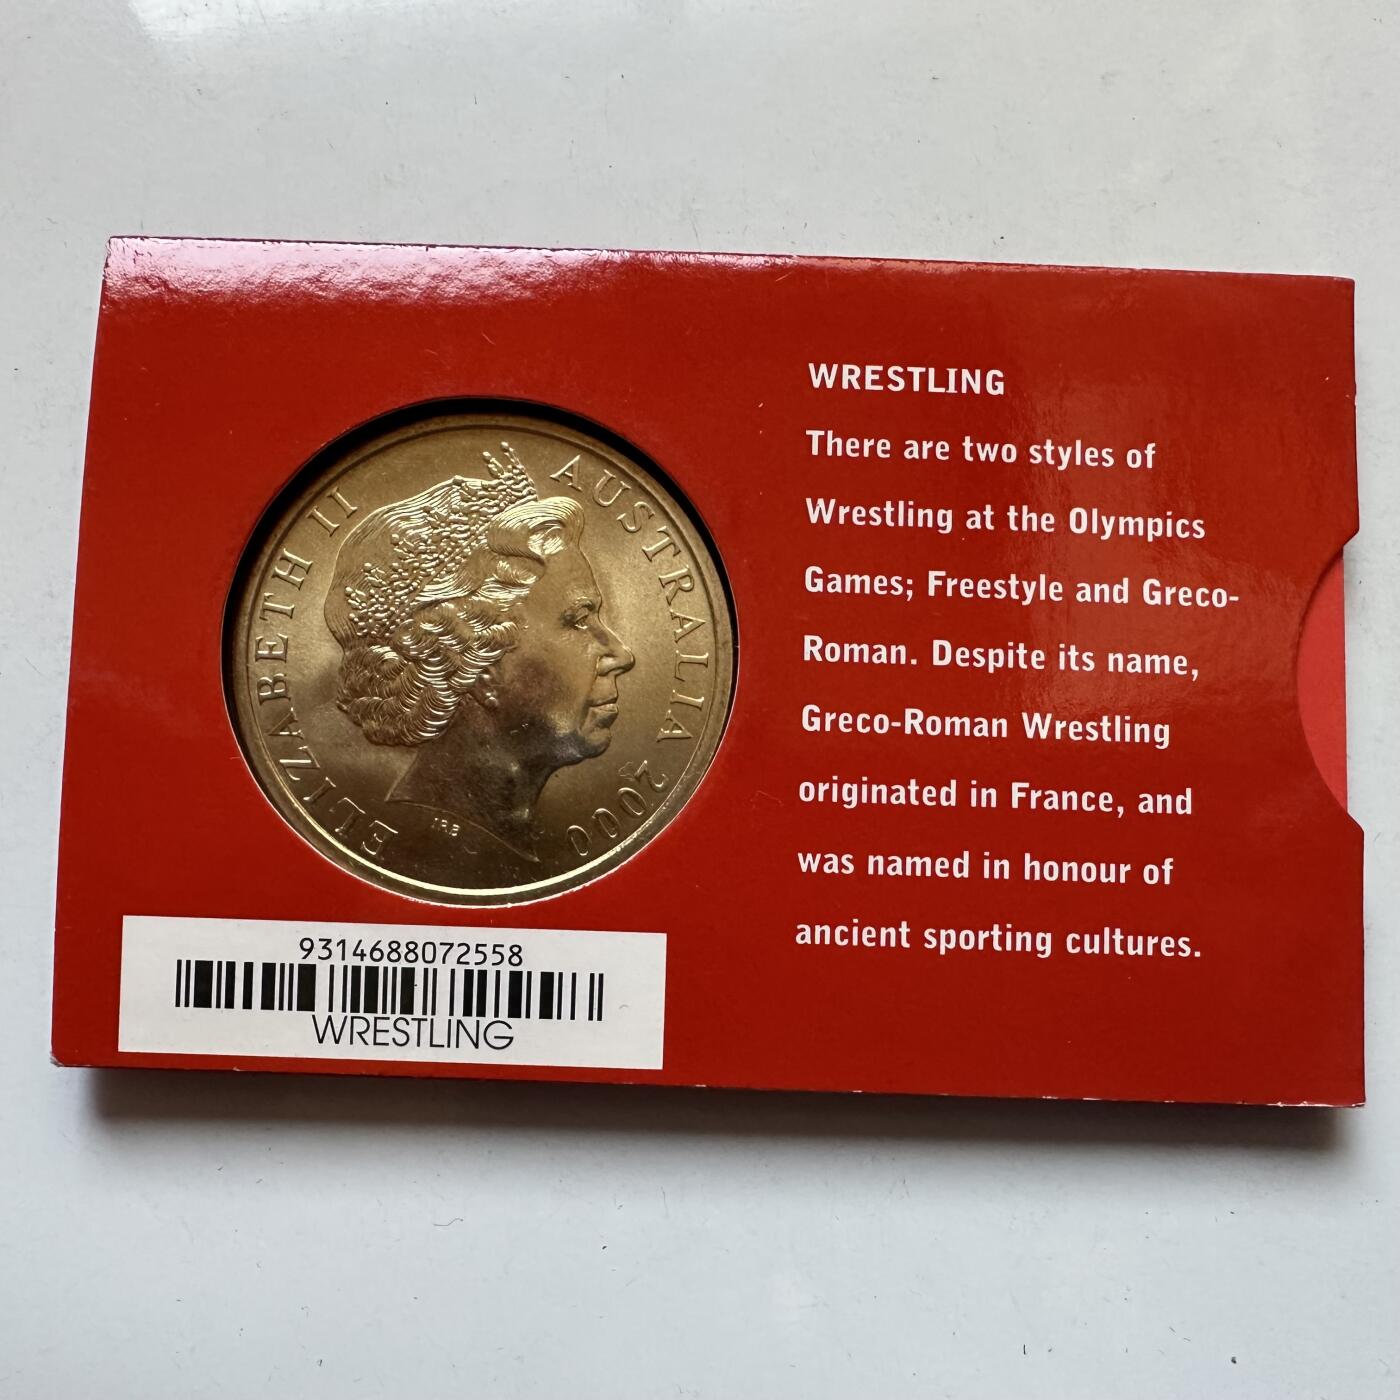 ELIZABETH II AUSTRALIA 2000
IRB
WRESTLING
There are two styles of
Wrestling at the Olympics
Games; Freestyle and Greco-
Roman. Despite its name,
Greco-Roman Wrestling
originated in France, and
was named in honour of
ancient sporting cultures.
9314688072558
WRESTLING